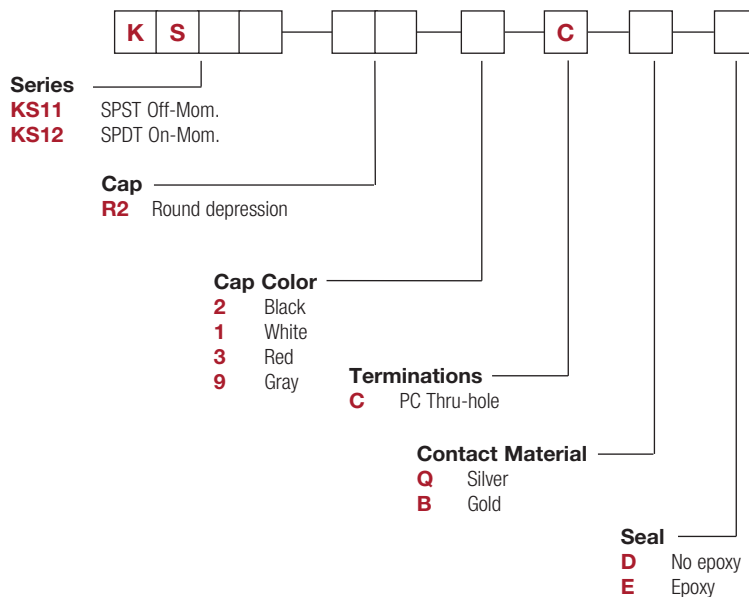 K S C
Series
KS11 SPST Off-Mom.
KS12 SPDT On-Mom.
Cap
R2 Round depression
Cap Color
2 Black
1 White
3 Red
9 Gray
Terminations
C PC Thru-hole
Contact Material
Q Silver
B Gold
Seal
D No epoxy
E Epoxy